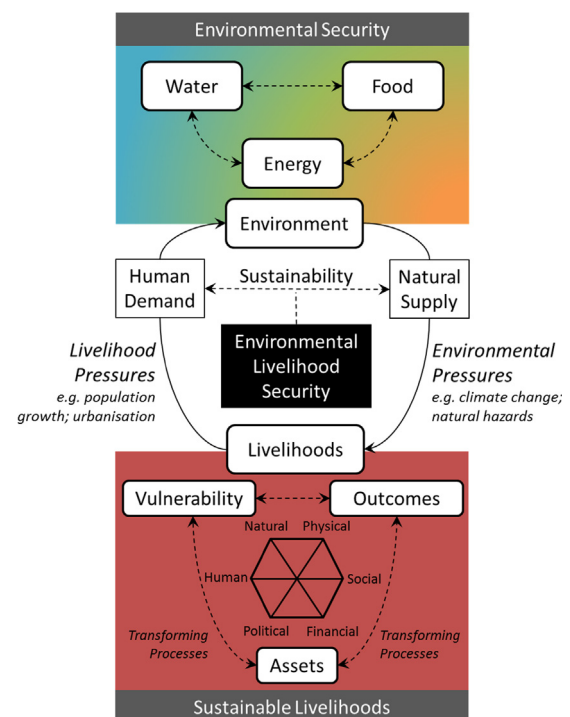 Environmental Security
Water
Food
Energy
Environment
Human
Demand
Sustainability
Natural
Supply
Environmental
Livelihood
Security
Livelihood
Pressures
e.g. population
growth; urbanisation
Environmental
Pressures
e.g. climate change;
natural hazards
Livelihoods
Vulnerability
Outcomes
Natural
Physical
Human
Social
Political
Financial
Transforming
Processes
Transforming
Processes
Assets
Sustainable Livelihoods